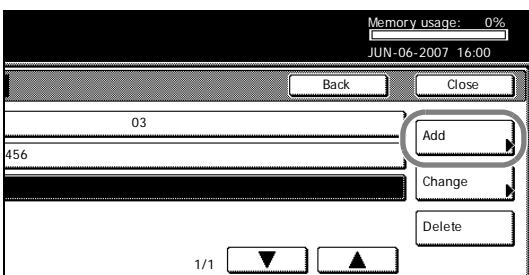 Memory usage: 0%
JUN-06-2007 16:00
Back Close
03
Add
456
Change
Delete
1/1